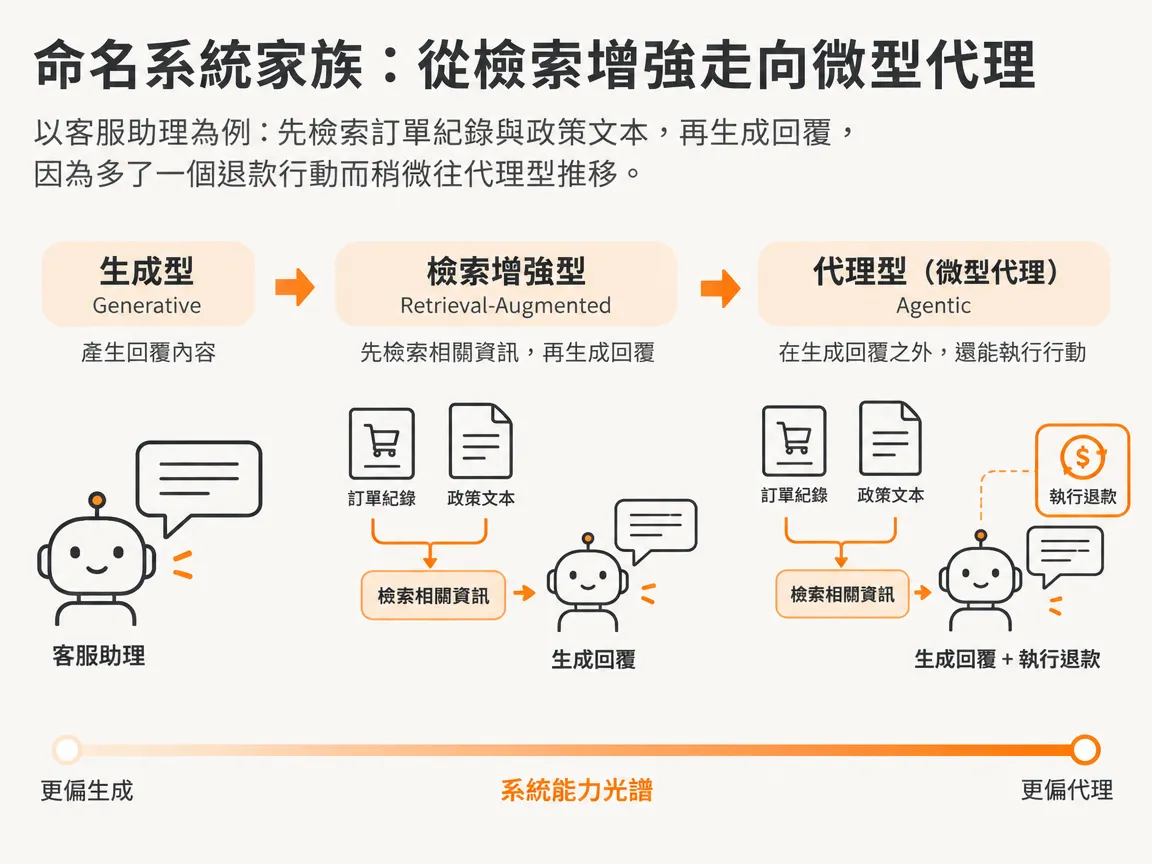 命名系統家族：從檢索增強走向微型代理
以客服助理為例：先檢索訂單紀錄與政策文本，再生成回覆，
因為多了一個退款行動而稍微往代理型推移。
生成型
Generative
產生回覆內容
客服助理
檢索增強型
Retrieval-Augmented
先檢索相關資訊，再生成回覆
訂單紀錄
政策文本
檢索相關資訊
生成回覆
代理型（微型代理）
Agentic
在生成回覆之外，還能執行行動
訂單紀錄
政策文本
$
執行退款
檢索相關資訊
生成回覆 + 執行退款
更偏生成
系統能力光譜
更偏代理